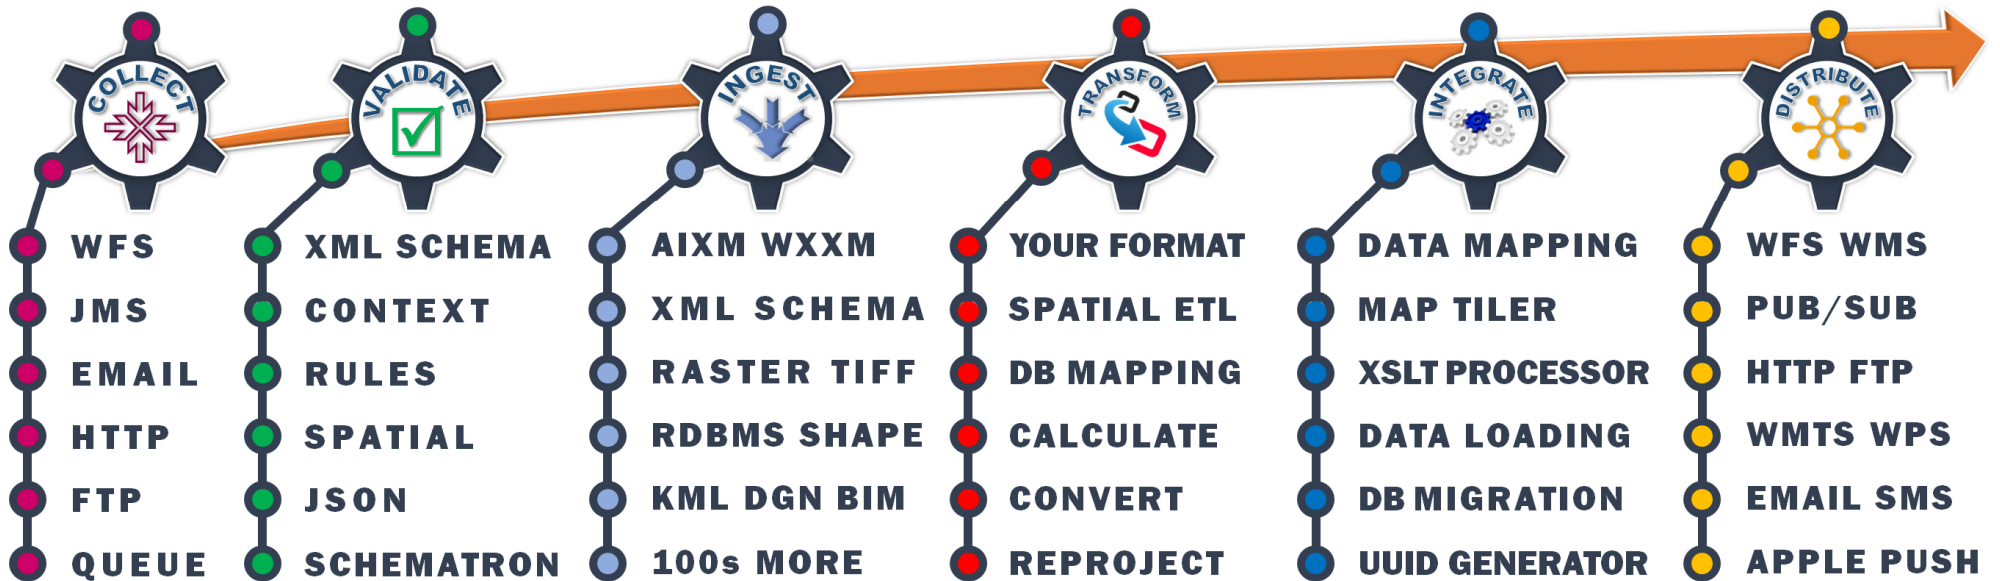 COLLECT
WFS
JMS
EMAIL
HTTP
FTP
QUEUE
VALIDATE
XML SCHEMA
CONTEXT
RULES
SPATIAL
JSON
SCHEMATRON
INGEST
AIXM WXXM
XML SCHEMA
RASTER TIFF
RDBMS SHAPE
KML DGN BIM
100s MORE
TRANSFORM
YOUR FORMAT
SPATIAL ETL
DB MAPPING
CALCULATE
CONVERT
REPROJECT
INTEGRATE
DATA MAPPING
MAP TILER
XSLT PROCESSOR
DATA LOADING
DB MIGRATION
UUID GENERATOR
DISTRIBUTE
WFS WMS
PUB/SUB
HTTP FTP
WMTS WPS
EMAIL SMS
APPLE PUSH